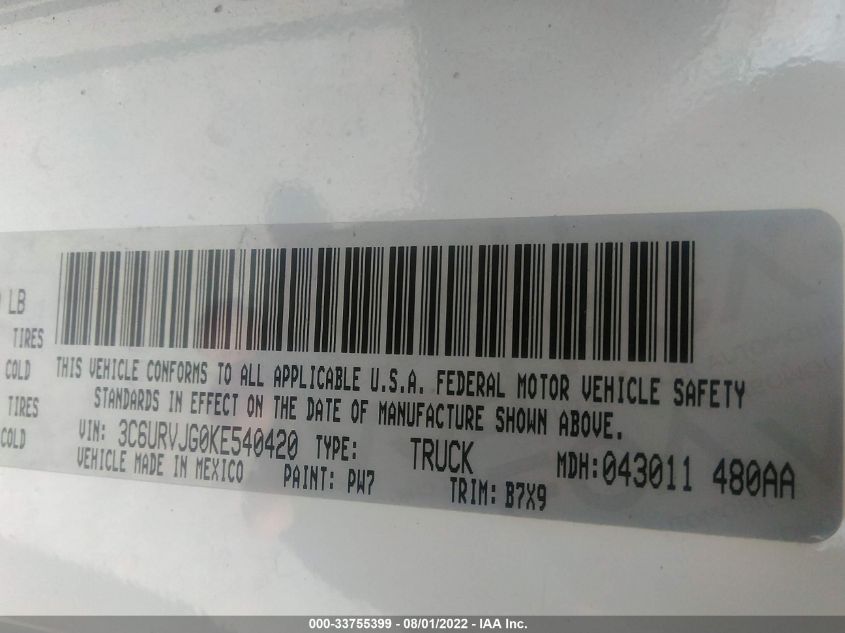 LB
TIRES
COLD
TIRES
COLD
THIS VEHICLE CONFORMS TO ALL APPLICABLE U.S.A. FEDERAL MOTOR VEHICLE SAFETY
STANDARDS IN EFFECT ON THE DATE OF MANUFACTURE SHOWN ABOVE.
VIN: 3C6URVJG0KE540420 TYPE: TRUCK MDH:043011 480AA
VEHICLE MADE IN MEXICO PAINT: PW7 TRIM: B7X9
000-33755399 - 08/01/2022 - IAA Inc.